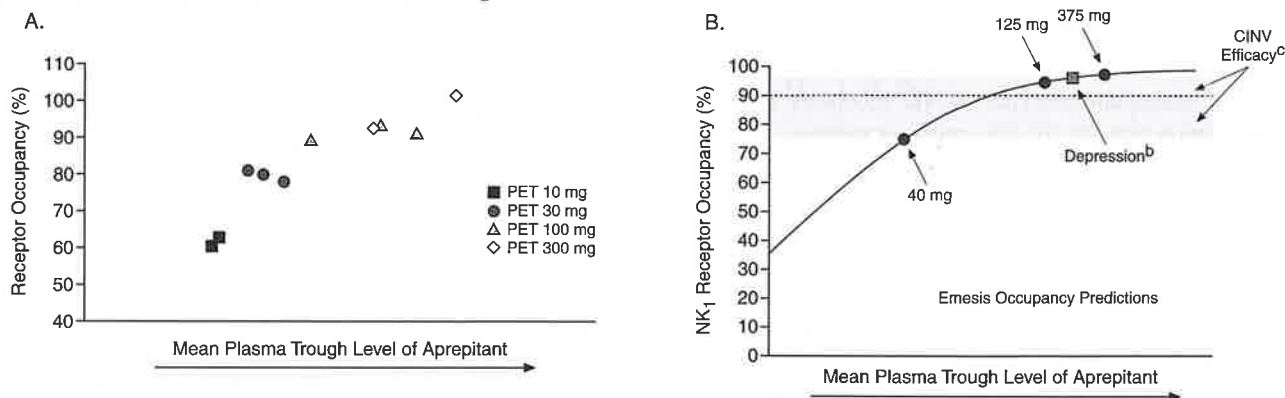 A.
Receptor Occupancy (%)
110
100
90
80
70
60
50
40
PET 10 mg
PET 30 mg
PET 100 mg
PET 300 mg
Mean Plasma Trough Level of Aprepitant
B.
NK1 Receptor Occupancy (%)
100
90
80
70
60
50
40
30
20
10
0
125 mg
375 mg
CINV
Efficacyc
Depressionb
40 mg
Emesis Occupancy Predictions
Mean Plasma Trough Level of Aprepitant